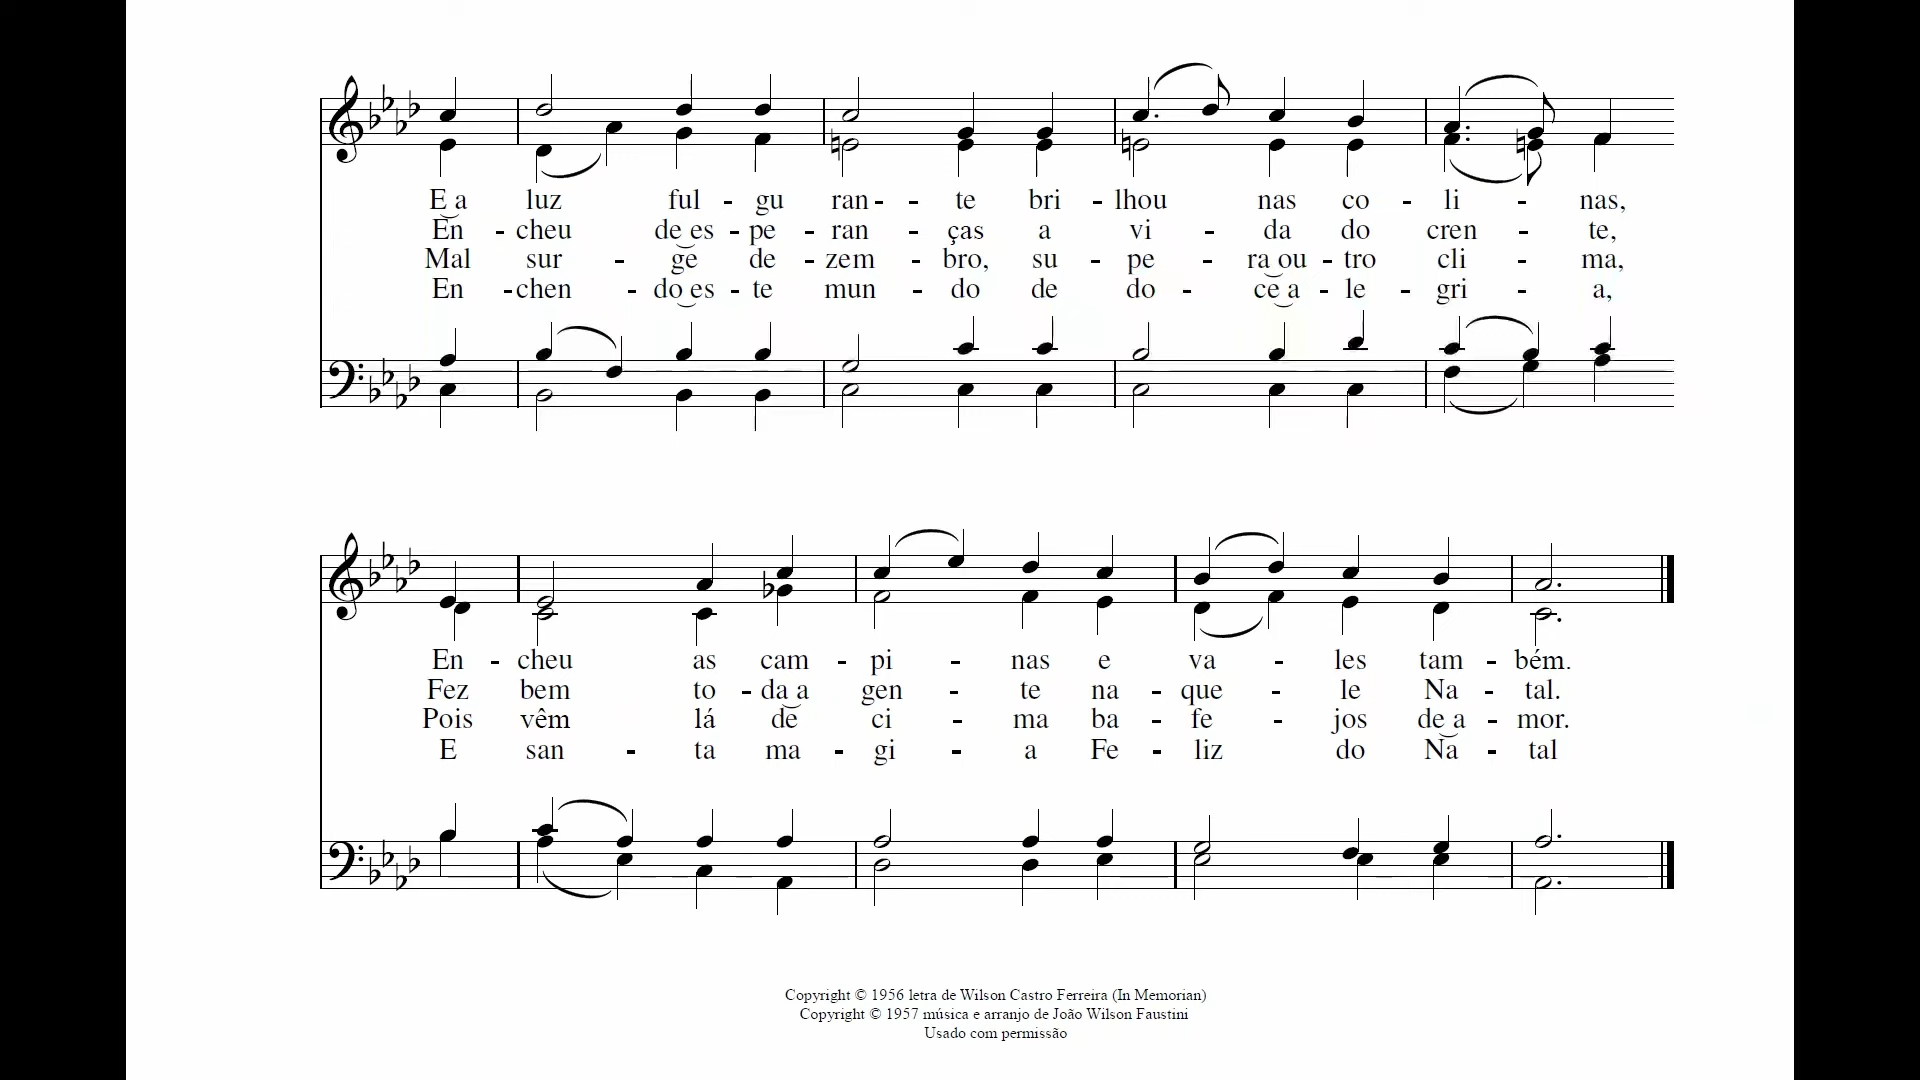 E a luz ful - gu ran - - te bri - lhou nas co - li - nas,
En - cheu de es - pe - ran - ças a vi - da do cren - te,
Mal sur - ge de - zem - bro, su - pe - ra ou - tro cli - ma,
En - chen - do es - te mun - do de do - ce a - le - gri - a,
En - cheu as cam - pi - nas e va - les tam - bém.
Fez bem to - da a gen - te na - que - le Na - tal.
Pois vêm lá de ci - ma ba - fe - jos de a - mor.
E san - ta ma - gi - a Fe - liz do Na - tal
Copyright © 1956 letra de Wilson Castro Ferreira (In Memorian)
Copyright © 1957 música e arranjo de João Wilson Faustini
Usado com permissão